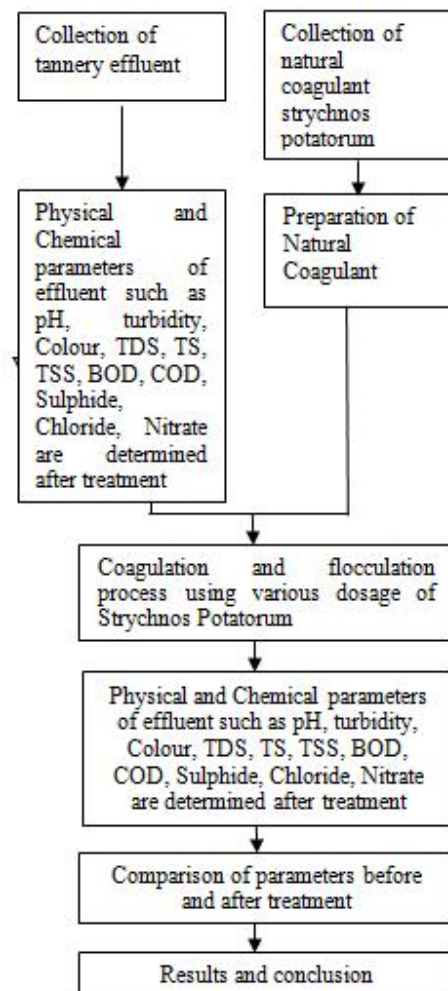 Collection of
tannery effluent
Collection of
natural
coagulant
strychnos
potatorum
Physical and
Chemical
parameters of
effluent such as
pH, turbidity,
Colour, TDS, TS,
TSS, BOD, COD,
Sulphide,
Chloride, Nitrate
are determined
after treatment
Preparation of
Natural
Coagulant
Coagulation and flocculation
process using various dosage of
Strychnos Potatorum
Physical and Chemical parameters
of effluent such as pH, turbidity,
Colour, TDS, TS, TSS, BOD,
COD, Sulphide, Chloride, Nitrate
are determined after treatment
Comparison of parameters before
and after treatment
Results and conclusion